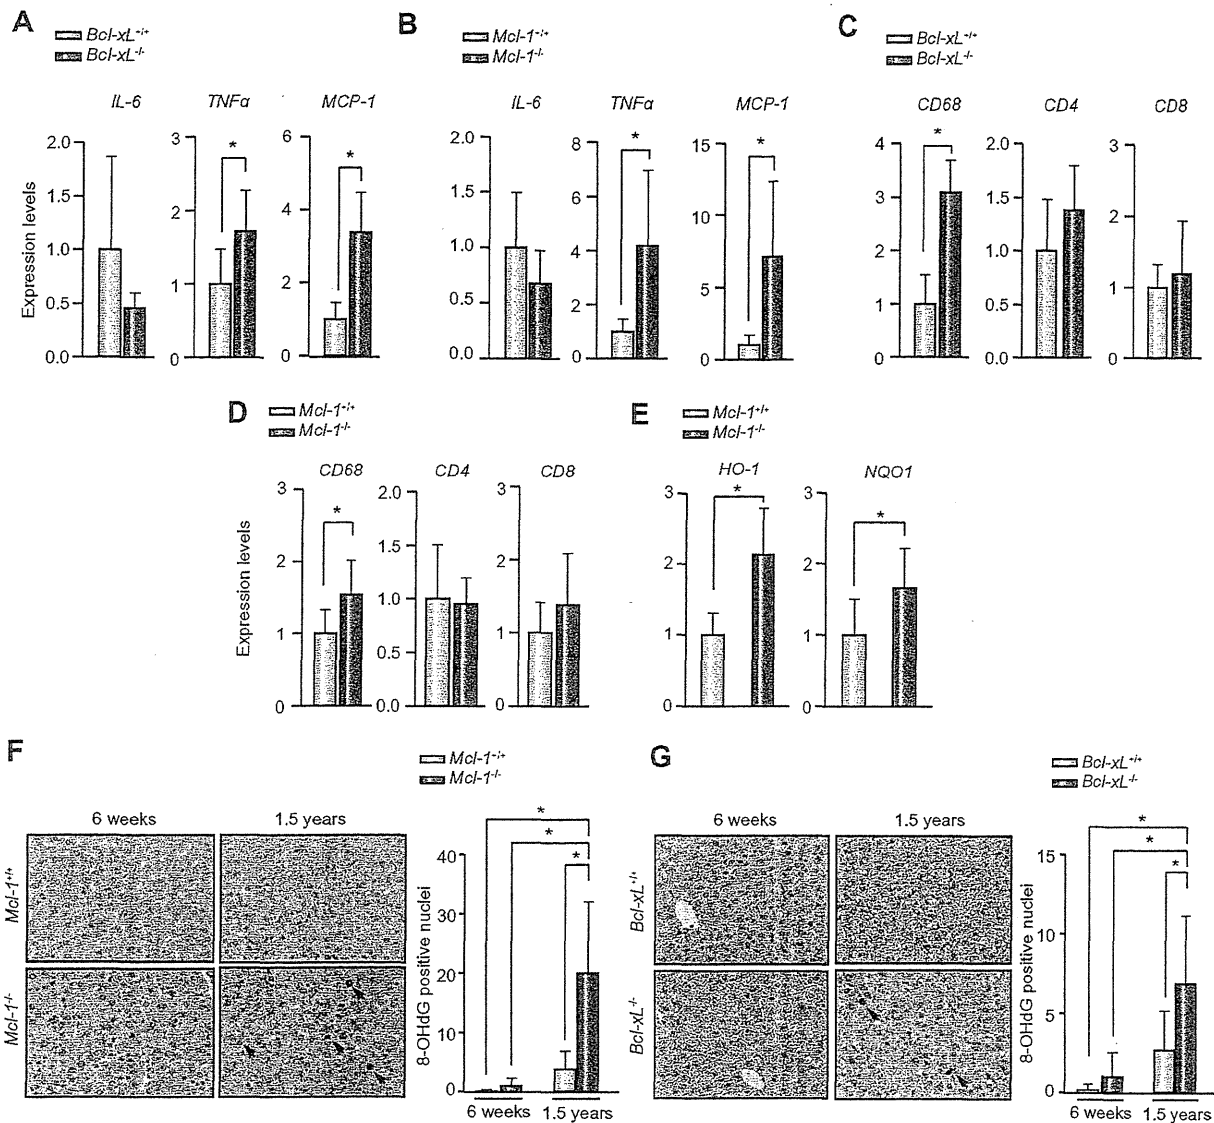 A
Bcl-xL+/+
Bcl-xL-/-
IL-6
TNFα
MCP-1
Expression levels
2.0
1.5
1.0
0.5
0.0
3
2
1
0
*
6
4
2
0
*
B
Mcl-1+/+
Mcl-1-/-
IL-6
TNFα
MCP-1
2.0
1.5
1.0
0.5
0.0
8
6
4
2
0
*
15
10
5
0
*
C
Bcl-xL+/+
Bcl-xL-/-
CD68
CD4
CD8
4
3
2
1
0
*
2.0
1.5
1.0
0.5
0.0
3
2
1
0
D
Mcl-1+/+
Mcl-1-/-
CD68
CD4
CD8
Expression levels
3
2
1
0
*
2.0
1.5
1.0
0.5
0.0
3
2
1
0
E
Mcl-1+/+
Mcl-1-/-
HO-1
NQO1
3
2
1
0
*
3
2
1
0
*
F
6 weeks
1.5 years
Mcl-1+/+
Mcl-1-/-
Mcl-1+/+
Mcl-1-/-
8-OHdG positive nuclei
40
30
20
10
0
*
*
*
6 weeks
1.5 years
G
6 weeks
1.5 years
Bcl-xL+/+
Bcl-xL-/-
Bcl-xL+/+
Bcl-xL-/-
8-OHdG positive nuclei
15
10
5
0
*
*
*
6 weeks
1.5 years